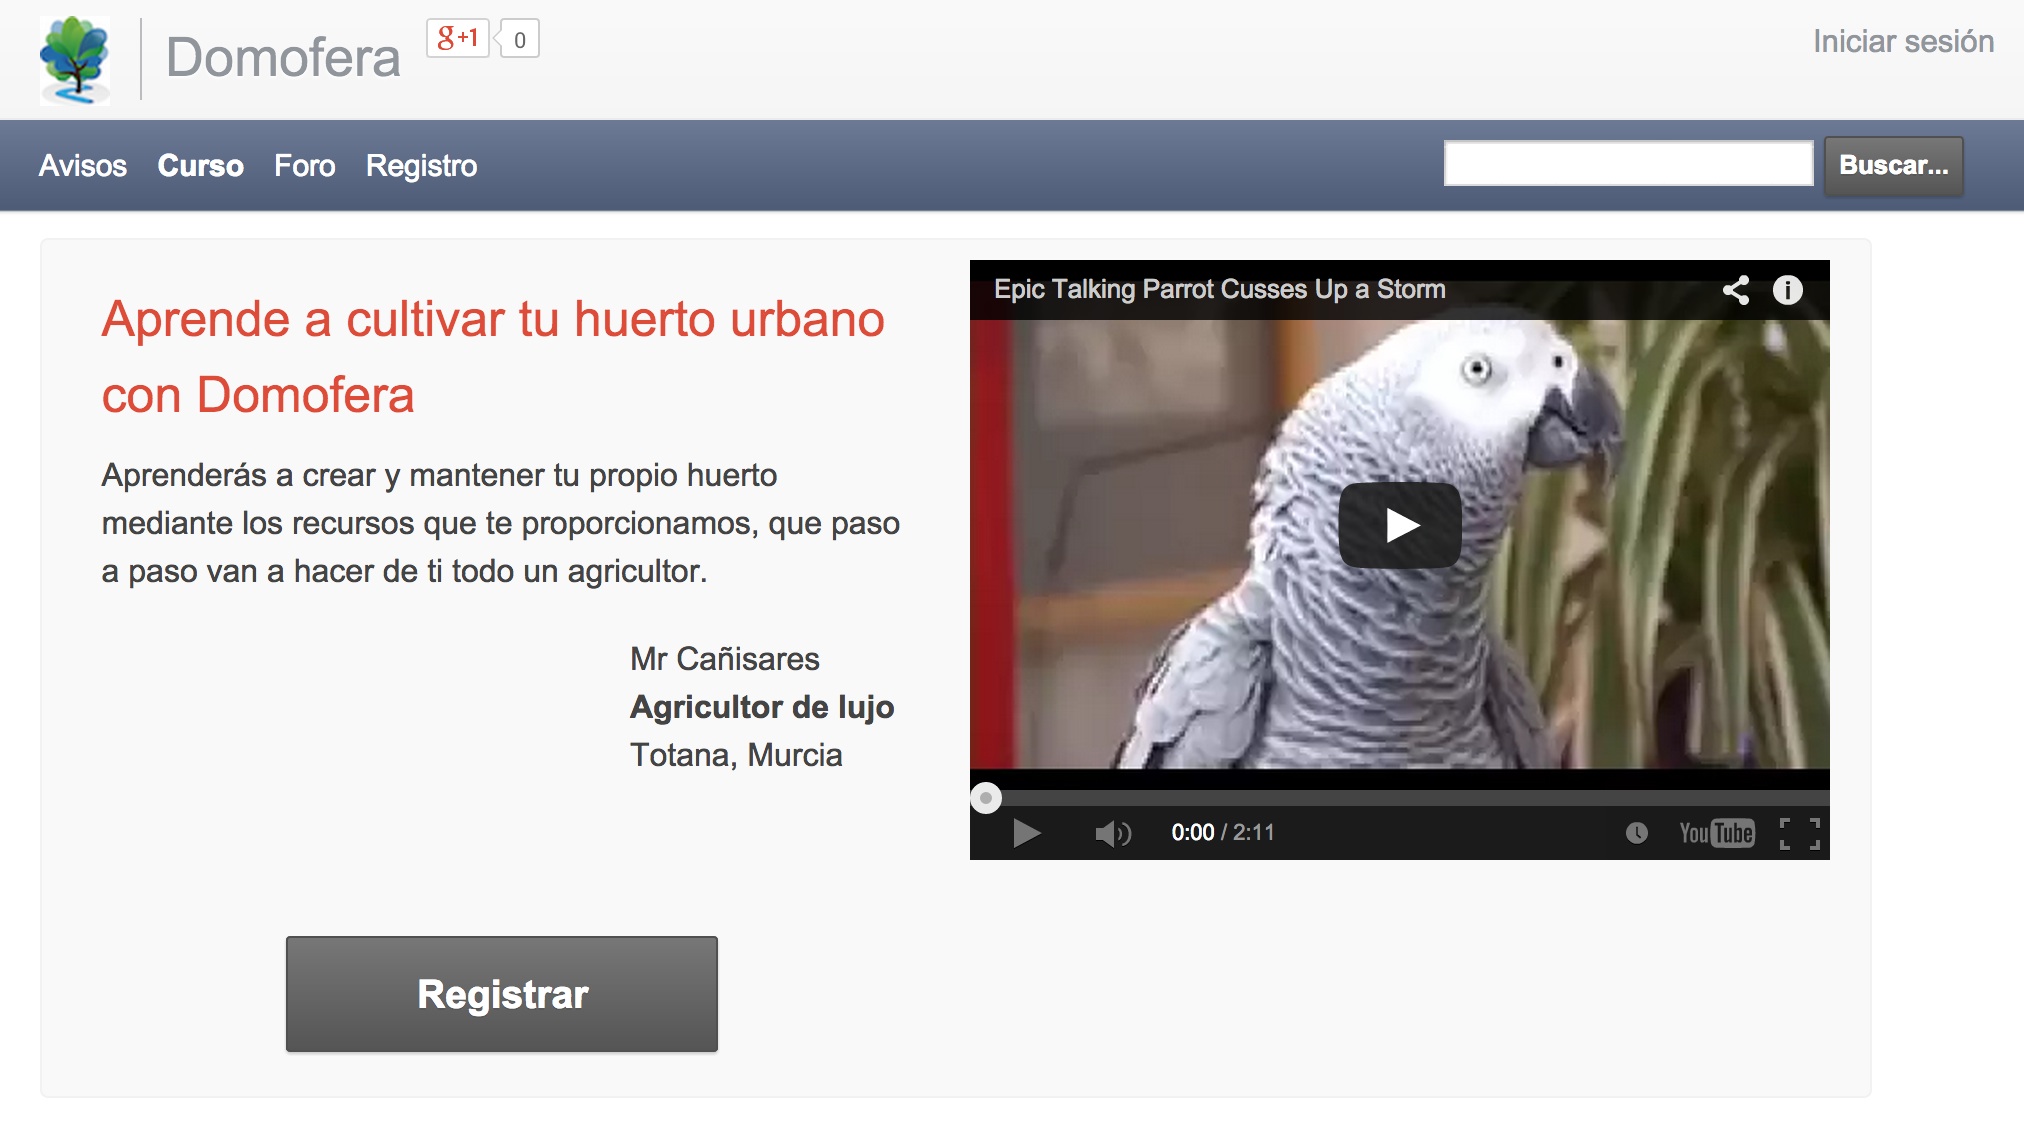 Domofera
g+1
0
Iniciar sesión
Avisos Curso Foro Registro
Buscar...
Aprende a cultivar tu huerto urbano
con Domofera
Aprenderás a crear y mantener tu propio huerto
mediante los recursos que te proporcionamos, que paso
a paso van a hacer de ti todo un agricultor.
Mr Cañisares
Agricultor de lujo
Totana, Murcia
Registrar
Epic Talking Parrot Cusses Up a Storm
0:00 / 2:11
YouTube